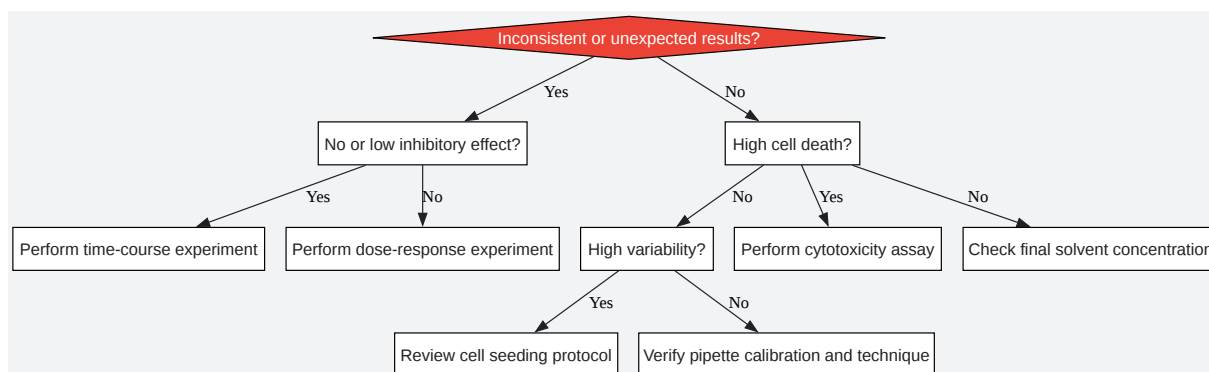 Inconsistent or unexpected results?
Yes
No
No or low inhibitory effect?
High cell death?
Yes
No
No
Yes
No
Perform time-course experiment
Perform dose-response experiment
High variability?
Perform cytotoxicity assay
Check final solvent concentration
Yes
No
Review cell seeding protocol
Verify pipette calibration and technique